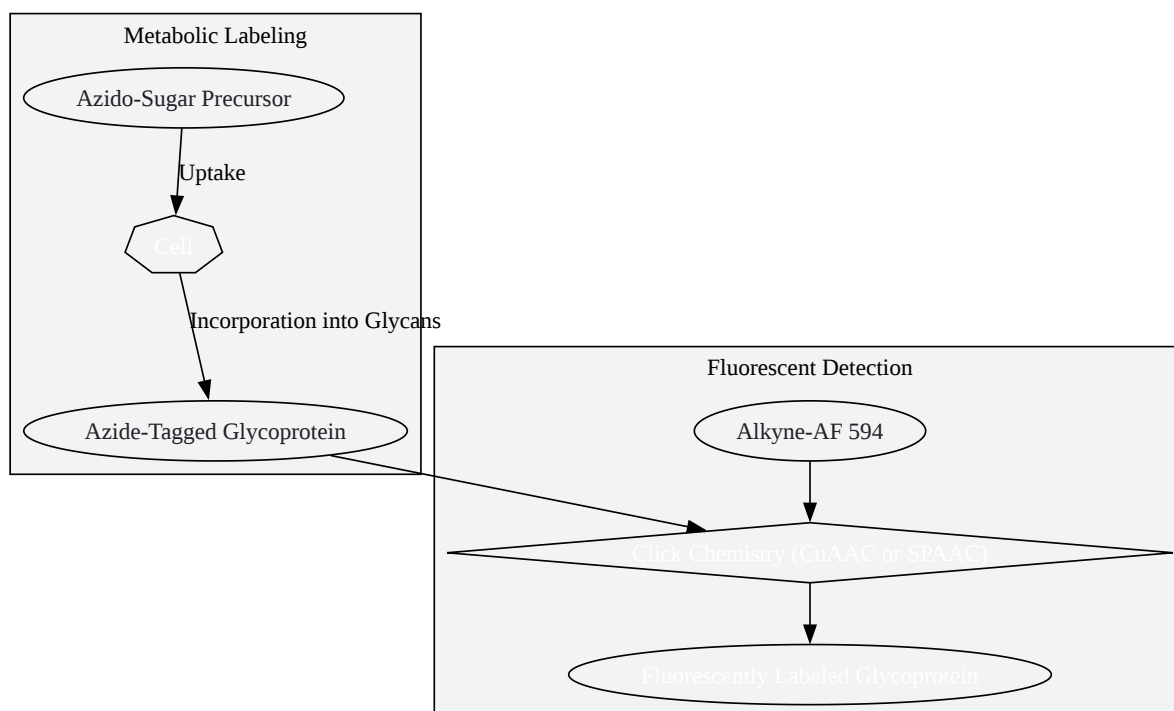 Metabolic Labeling
Azido-Sugar Precursor
Uptake
Cell
Incorporation into Glycans
Azide-Tagged Glycoprotein
Fluorescent Detection
Alkyne-AF 594
Click Chemistry (CuAAC or SPAAC)
Fluorescently Labeled Glycoprotein